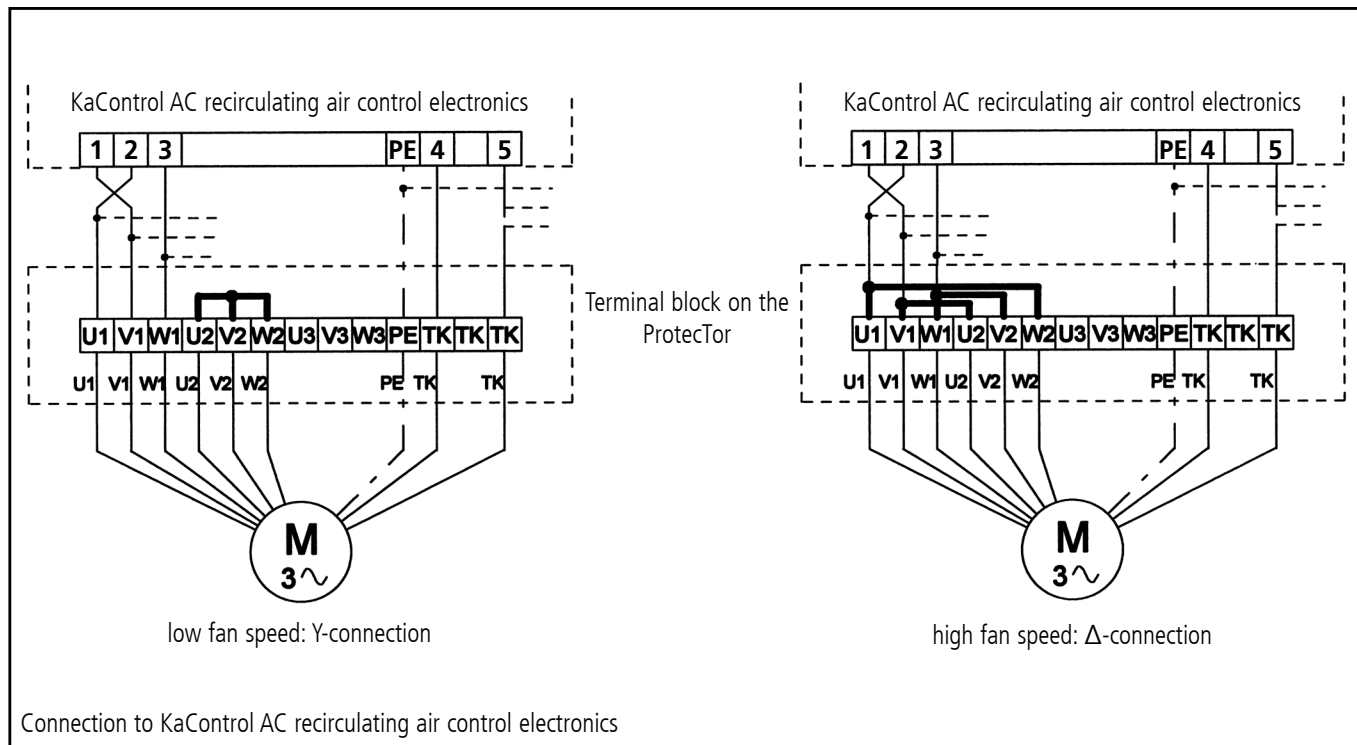 KaControl AC recirculating air control electronics
1 2 3 PE 4 5
U1 V1 W1 U2 V2 W2 U3 V3 W3 PE TK TK TK
U1 V1 W1 U2 V2 W2 PE TK TK
M
3∿
low fan speed: Y-connection
Terminal block on the
ProtecTor
KaControl AC recirculating air control electronics
1 2 3 PE 4 5
U1 V1 W1 U2 V2 W2 U3 V3 W3 PE TK TK TK
U1 V1 W1 U2 V2 W2 PE TK TK
M
3∿
high fan speed: Δ-connection
Connection to KaControl AC recirculating air control electronics